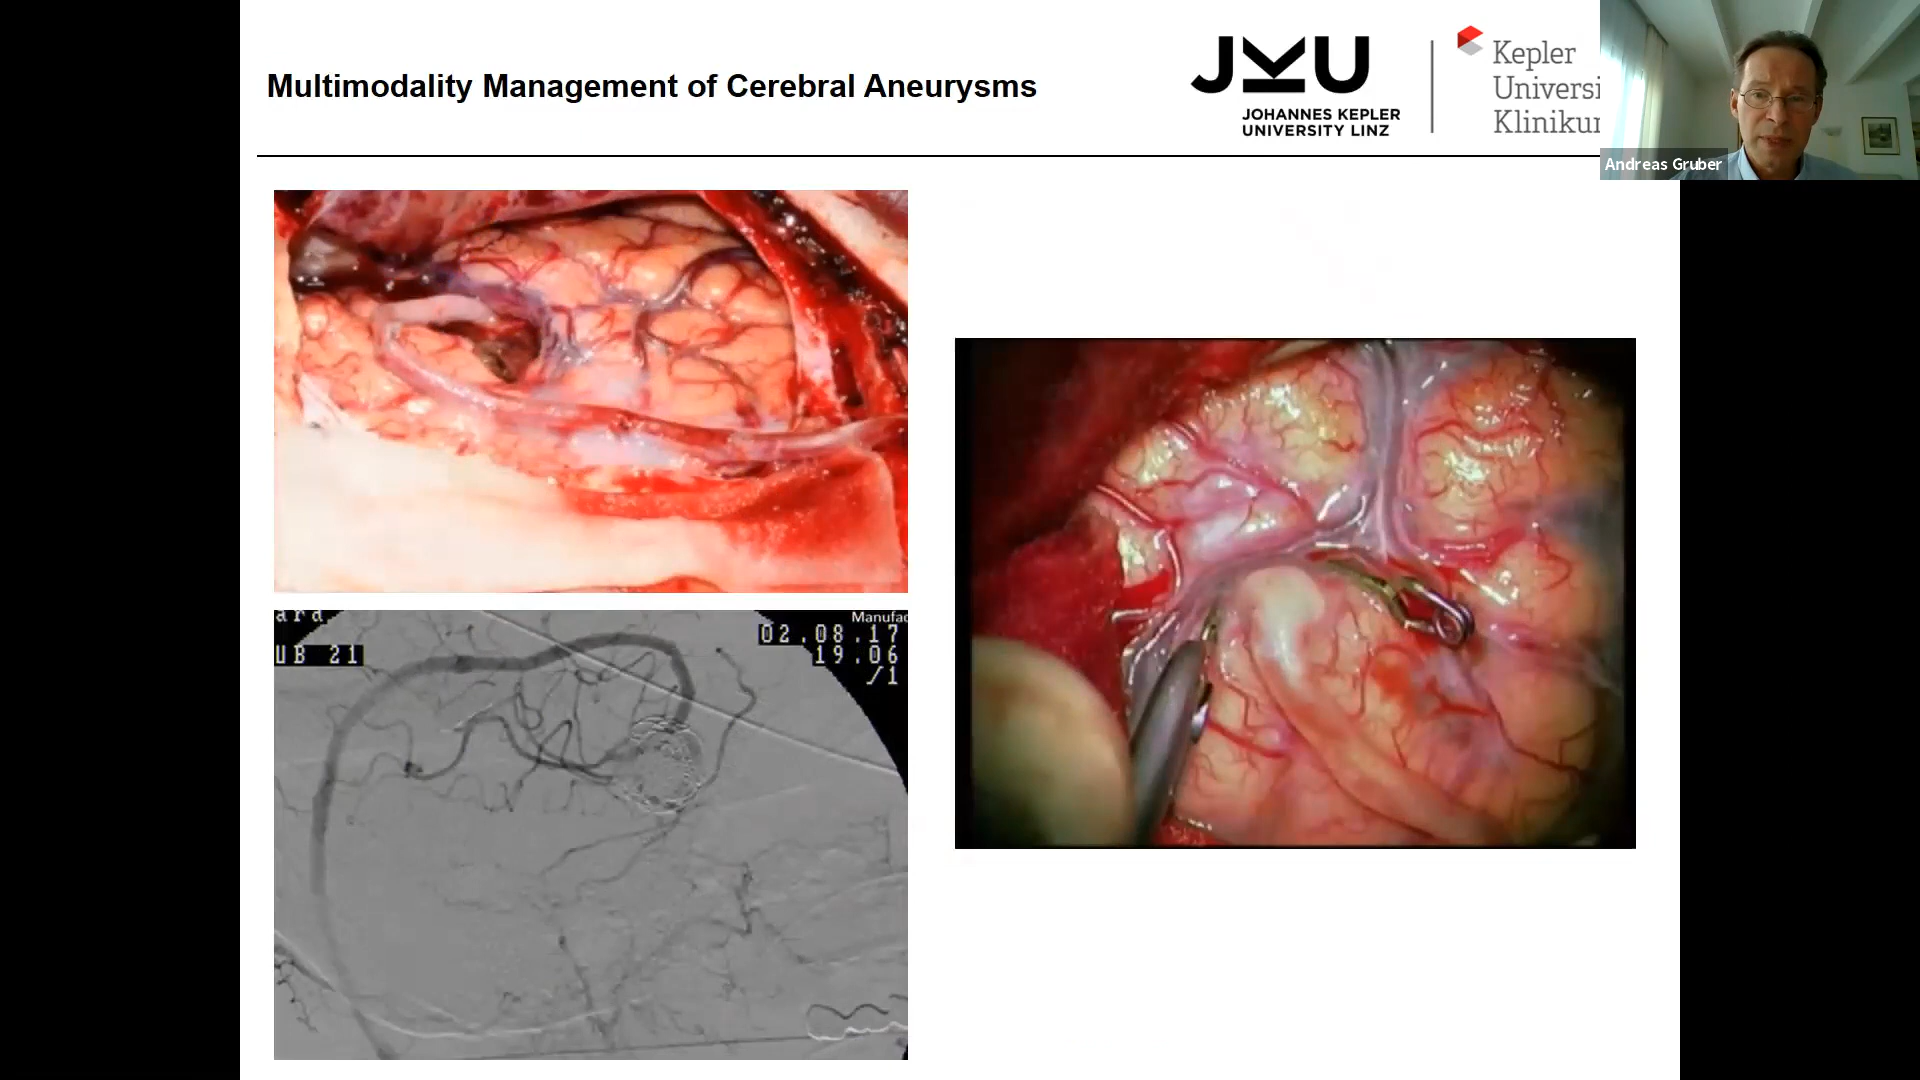 Multimodality Management of Cerebral Aneurysms
JKU
JOHANNES KEPLER
UNIVERSITY LINZ
Kepler
Universi
Klinikur
Andreas Gruber
ard
UB 21
Manufac
02.08.17
19.06
/1